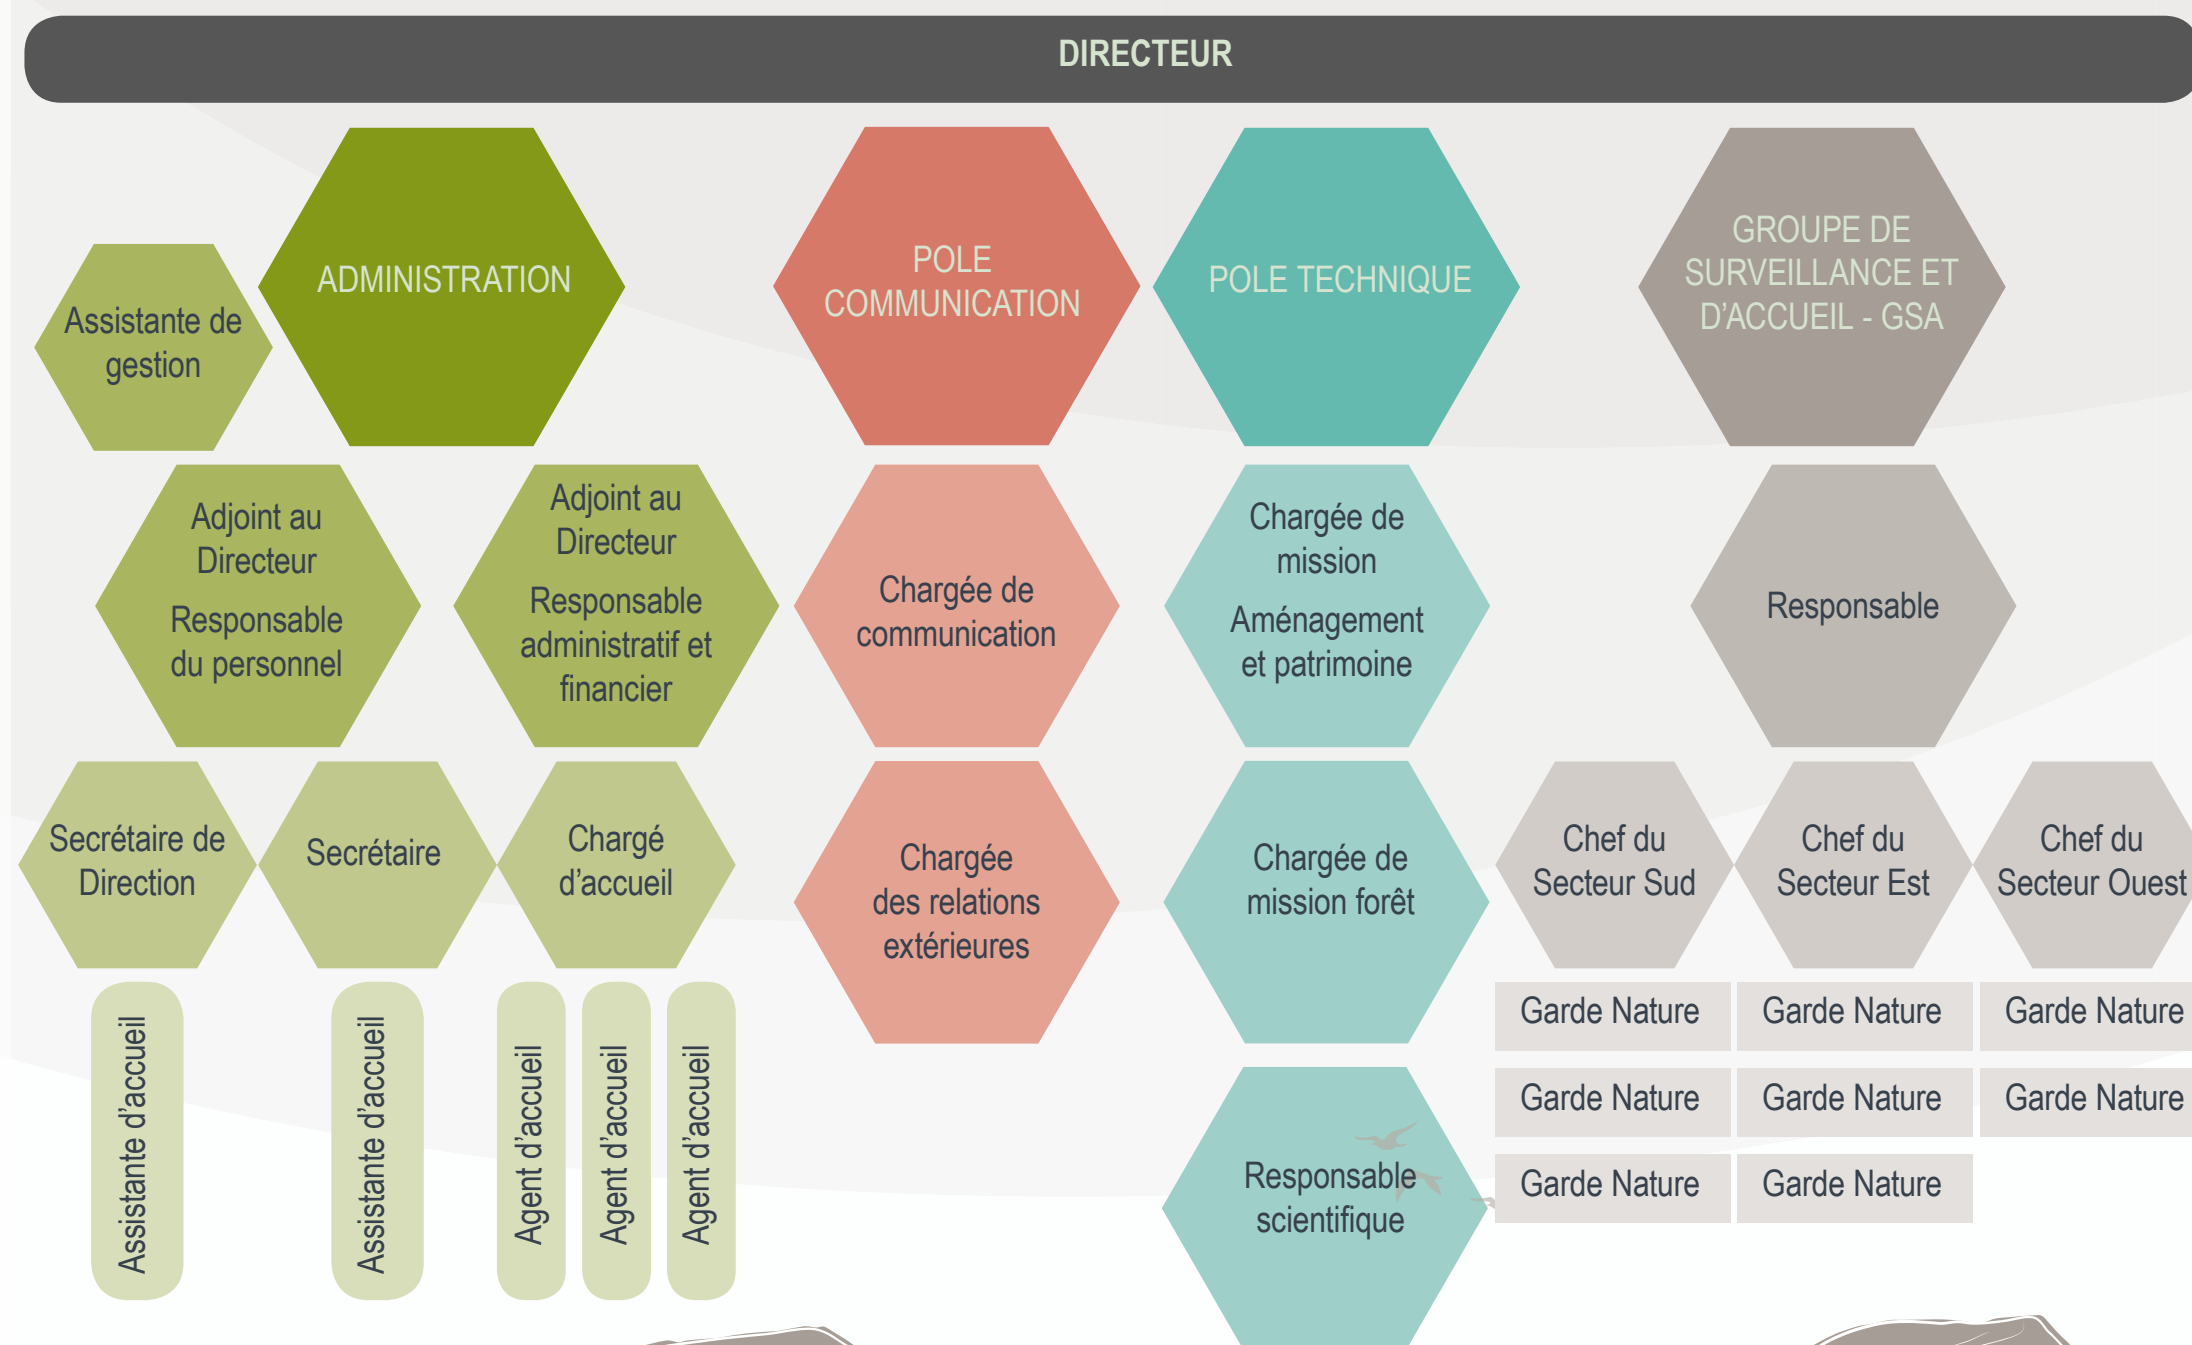 DIRECTEUR
ADMINISTRATION
Assistante de
gestion
Adjoint au
Directeur
Responsable
du personnel
Adjoint au
Directeur
Responsable
administratif et
financier
Secrétaire de
Direction
Secrétaire
Chargé
d’accueil
Assistante d’accueil
Assistante d’accueil
Agent d’accueil
Agent d’accueil
Agent d’accueil
POLE
COMMUNICATION
Chargée de
communication
Chargée
des relations
extérieures
POLE TECHNIQUE
Chargée de
mission
Aménagement
et patrimoine
Chargée de
mission forêt
Responsable
scientifique
GROUPE DE
SURVEILLANCE ET
D’ACCUEIL - GSA
Responsable
Chef du
Secteur Sud
Chef du
Secteur Est
Chef du
Secteur Ouest
Garde Nature
Garde Nature
Garde Nature
Garde Nature
Garde Nature
Garde Nature
Garde Nature
Garde Nature